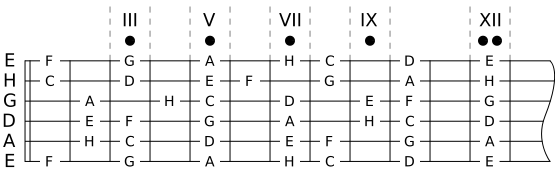 III V VII IX XII
E F G A H C D E
H C D E F G A H
G A H C D E F G
D E F G A H C D
A H C D E F G A
E F G A H C D E